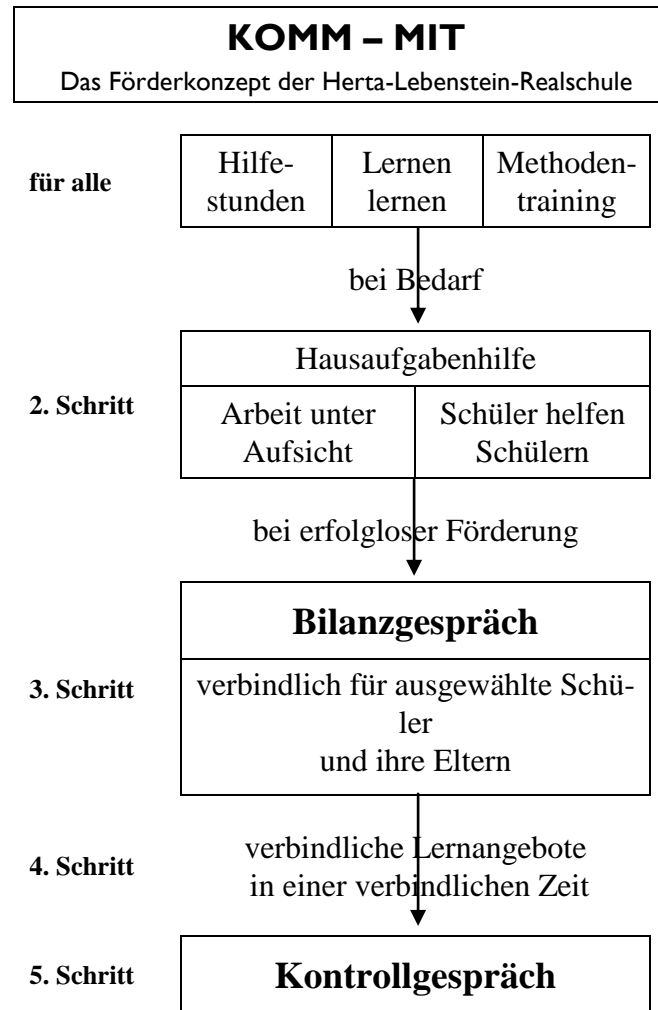 KOMM – MIT
Das Förderkonzept der Herta-Lebenstein-Realschule
für alle
Hilfe-
stunden
Lernen
lernen
Methoden-
training
bei Bedarf
2. Schritt
Hausaufgabenhilfe
Arbeit unter
Aufsicht
Schüler helfen
Schülern
bei erfolgloser Förderung
3. Schritt
Bilanzgespräch
verbindlich für ausgewählte Schü-
ler
und ihre Eltern
4. Schritt
verbindliche Lernangebote
in einer verbindlichen Zeit
5. Schritt
Kontrollgespräch